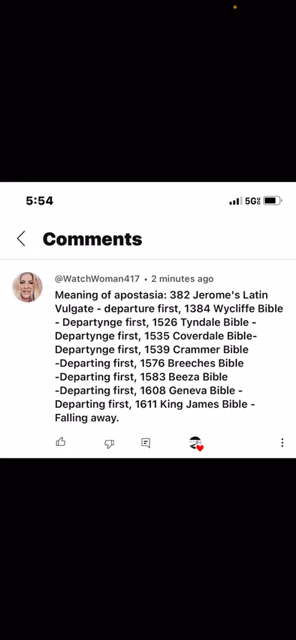 5:54
5G
Comments
@WatchWoman417 • 2 minutes ago
Meaning of apostasia: 382 Jerome's Latin
Vulgate - departure first, 1384 Wycliffe Bible
- Departynge first, 1526 Tyndale Bible -
Departynge first, 1535 Coverdale Bible-
Departynge first, 1539 Crammer Bible
-Departing first, 1576 Breeches Bible
-Departing first, 1583 Beeza Bible
-Departing first, 1608 Geneva Bible -
Departing first, 1611 King James Bible -
Falling away.